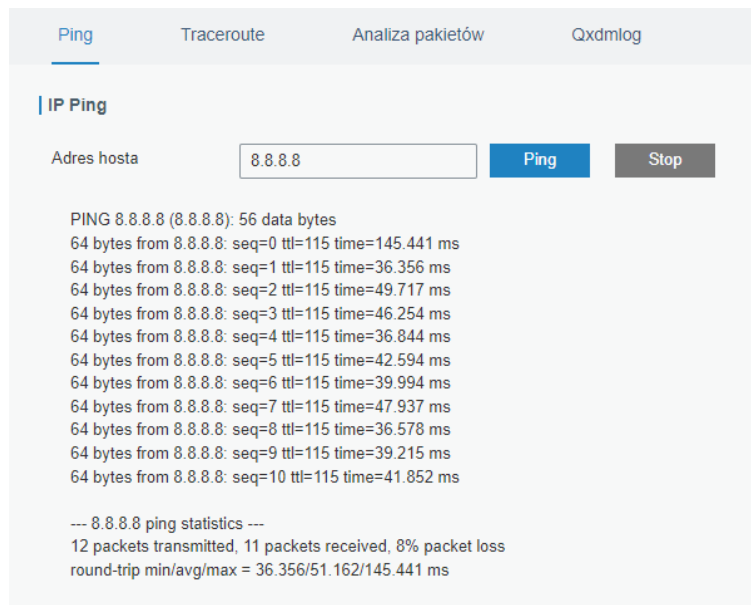 Ping Traceroute Analiza pakietów Qxdmlog
IP Ping
Adres hosta 8.8.8.8 Ping Stop
PING 8.8.8.8 (8.8.8.8): 56 data bytes
64 bytes from 8.8.8.8: seq=0 ttl=115 time=145.441 ms
64 bytes from 8.8.8.8: seq=1 ttl=115 time=36.356 ms
64 bytes from 8.8.8.8: seq=2 ttl=115 time=49.717 ms
64 bytes from 8.8.8.8: seq=3 ttl=115 time=46.254 ms
64 bytes from 8.8.8.8: seq=4 ttl=115 time=36.844 ms
64 bytes from 8.8.8.8: seq=5 ttl=115 time=42.594 ms
64 bytes from 8.8.8.8: seq=6 ttl=115 time=39.994 ms
64 bytes from 8.8.8.8: seq=7 ttl=115 time=47.937 ms
64 bytes from 8.8.8.8: seq=8 ttl=115 time=36.578 ms
64 bytes from 8.8.8.8: seq=9 ttl=115 time=39.215 ms
64 bytes from 8.8.8.8: seq=10 ttl=115 time=41.852 ms
--- 8.8.8.8 ping statistics ---
12 packets transmitted, 11 packets received, 8% packet loss
round-trip min/avg/max = 36.356/51.162/145.441 ms